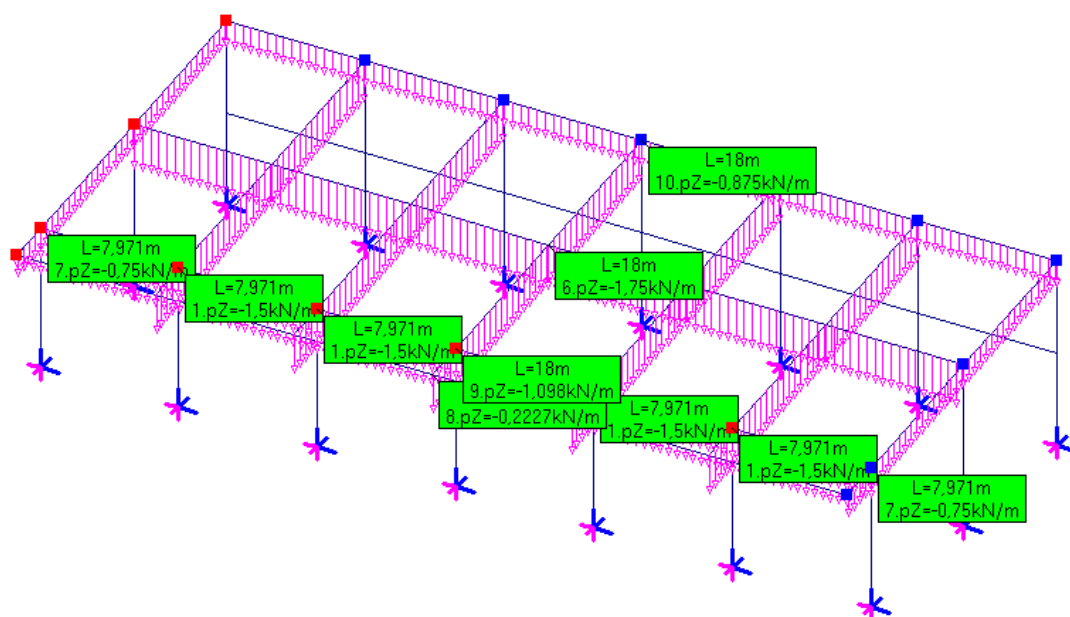 L=18m
10.pZ=-0,875kN/m
L=7,971m
7.pZ=-0,75kN/m
L=18m
6.pZ=-1,75kN/m
L=7,971m
1.pZ=-1,5kN/m
L=7,971m
1.pZ=-1,5kN/m
L=18m
9.pZ=-1,098kN/m
8.pZ=-0,2227kN/m
L=7,971m
1.pZ=-1,5kN/m
L=7,971m
1.pZ=-1,5kN/m
L=7,971m
7.pZ=-0,75kN/m